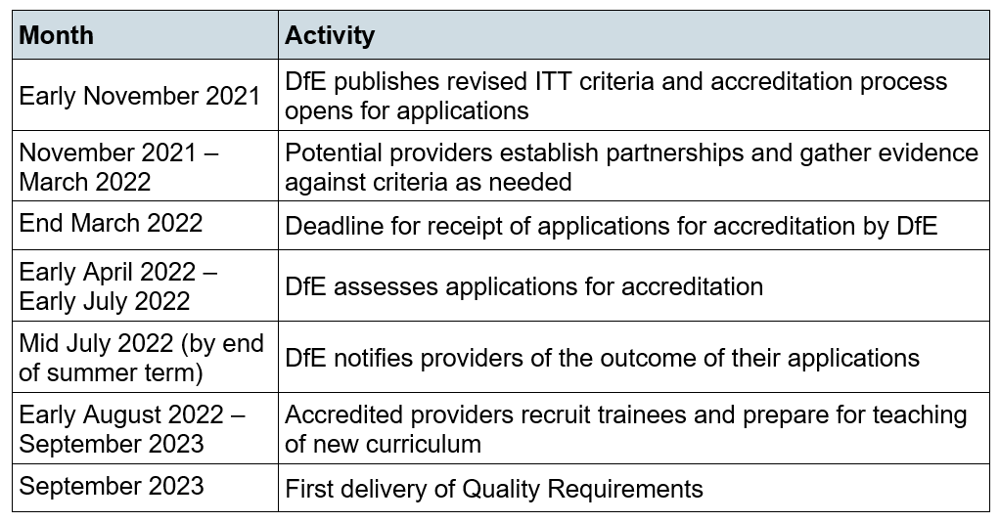 Month
Activity
Early November 2021
DfE publishes revised ITT criteria and accreditation process
opens for applications
November 2021 –
March 2022
Potential providers establish partnerships and gather evidence
against criteria as needed
End March 2022
Deadline for receipt of applications for accreditation by DfE
Early April 2022 –
Early July 2022
DfE assesses applications for accreditation
Mid July 2022 (by end
of summer term)
DfE notifies providers of the outcome of their applications
Early August 2022 –
September 2023
Accredited providers recruit trainees and prepare for teaching
of new curriculum
September 2023
First delivery of Quality Requirements